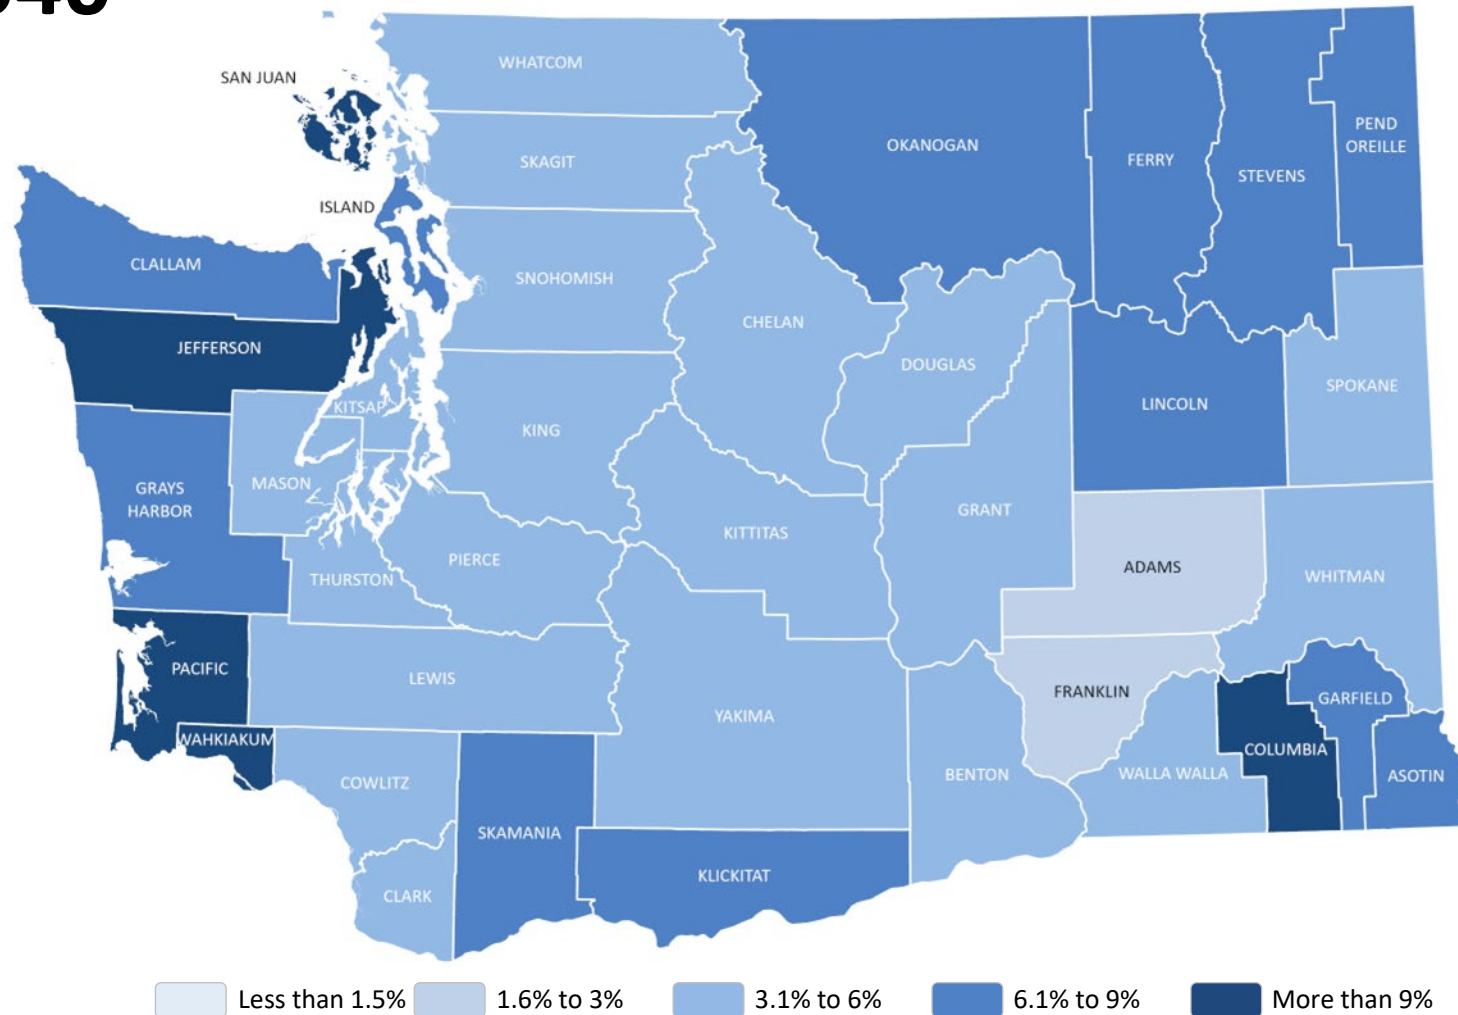 WHATCOM
SAN JUAN
SKAGIT
ISLAND
OKANOGAN
FERRY
STEVENS
PEND
OREILLE
CLALLAM
SNOHOMISH
CHELAN
JEFFERSON
DOUGLAS
LINCOLN
SPOKANE
KITSAP
KING
MASON
GRAYS
HARBOR
GRANT
KITTITAS
PIERCE
THURSTON
ADAMS
WHITMAN
PACIFIC
LEWIS
FRANKLIN
GARFIELD
YAKIMA
WAHKIAKUM
COLUMBIA
COWLITZ
BENTON
WALLA WALLA
ASOTIN
SKAMANIA
KLICKITAT
CLARK
Less than 1.5%
1.6% to 3%
3.1% to 6%
6.1% to 9%
More than 9%